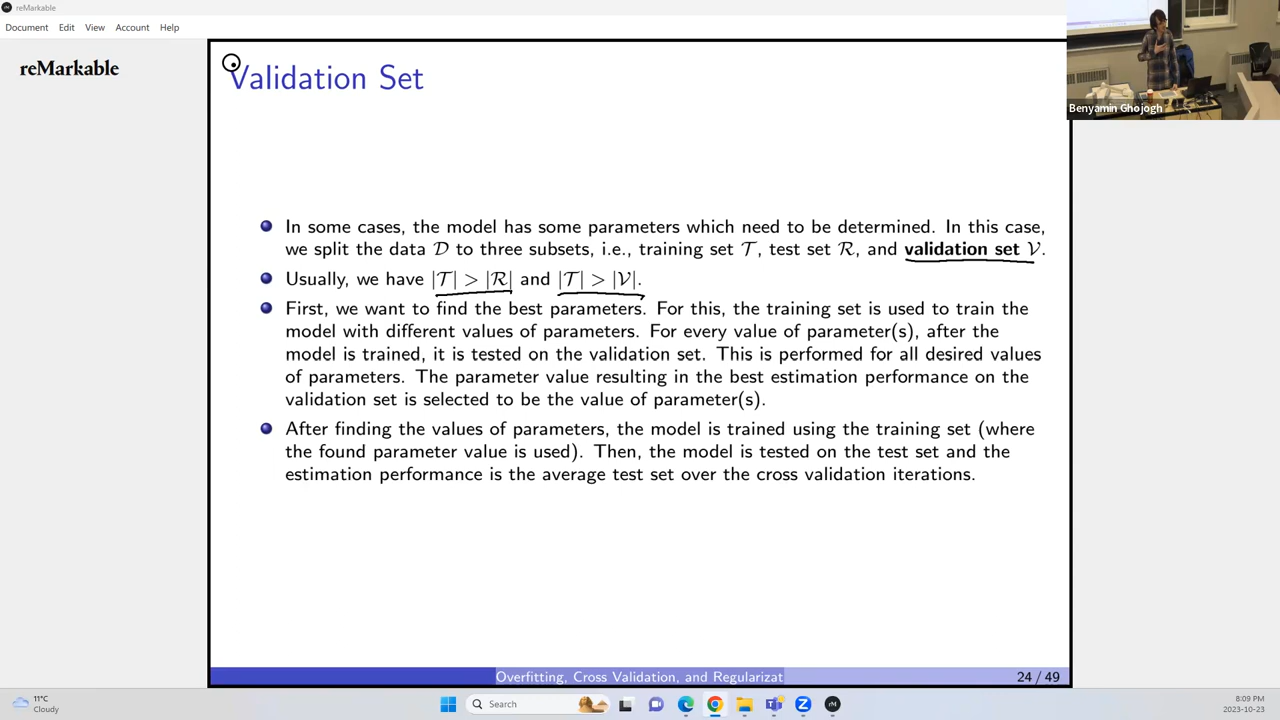 reMarkable
Document Edit View Account Help
reMarkable
Validation Set
In some cases, the model has some parameters which need to be determined. In this case,
we split the data D to three subsets, i.e., training set T, test set R, and validation set V.
Usually, we have |T| > |R| and |T| > |V|.
First, we want to find the best parameters. For this, the training set is used to train the
model with different values of parameters. For every value of parameter(s), after the
model is trained, it is tested on the validation set. This is performed for all desired values
of parameters. The parameter value resulting in the best estimation performance on the
validation set is selected to be the value of parameter(s).
After finding the values of parameters, the model is trained using the training set (where
the found parameter value is used). Then, the model is tested on the test set and the
estimation performance is the average test set over the cross validation iterations.
Overfitting, Cross Validation, and Regularizat
24 / 49
Benyamin Ghojogh
11°C
Cloudy
Search
rM
8:09 PM
2023-10-23